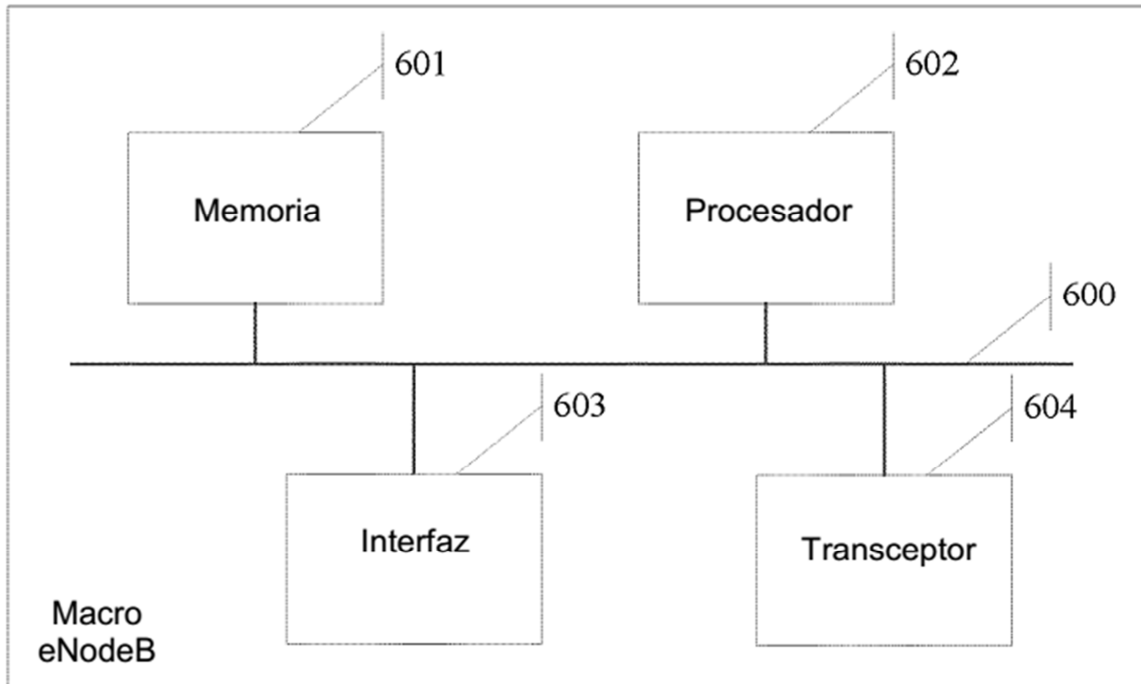 601
602
Memoria
Procesador
600
603
604
Interfaz
Transceptor
Macro
eNodeB